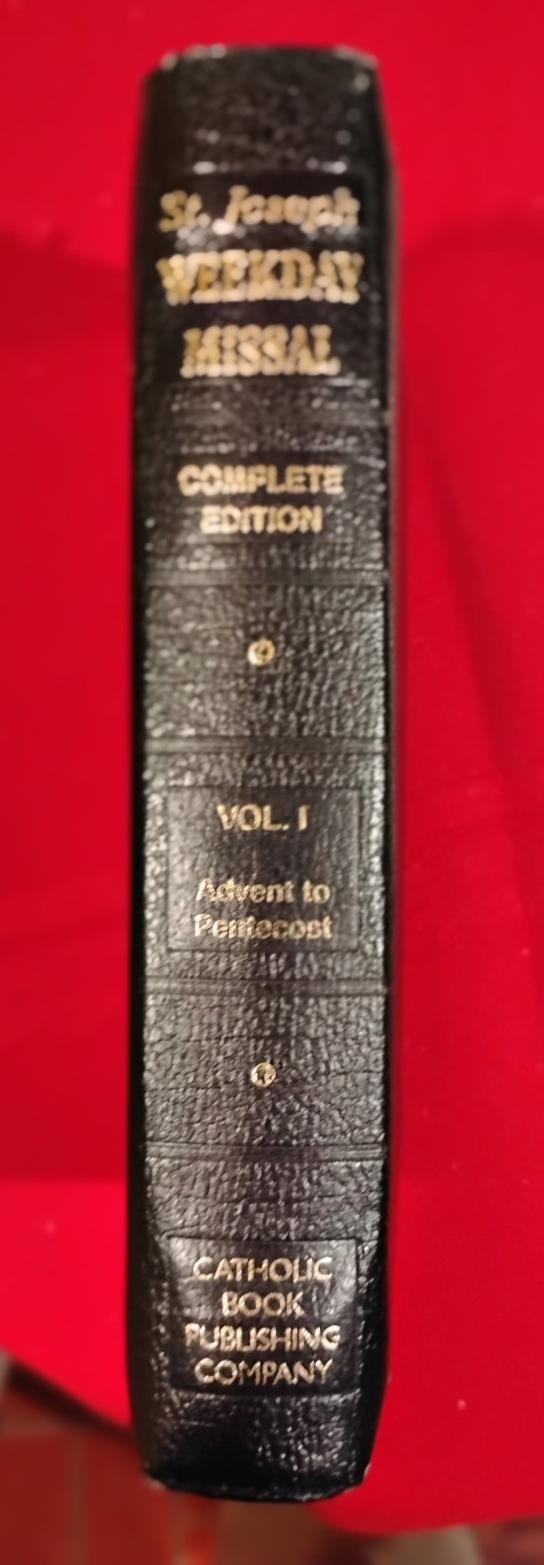 St. Joseph
WEEKDAY
MISSAL
COMPLETE
EDITION
VOL. I
Advent to
Pentecost
CATHOLIC
BOOK
PUBLISHING
COMPANY